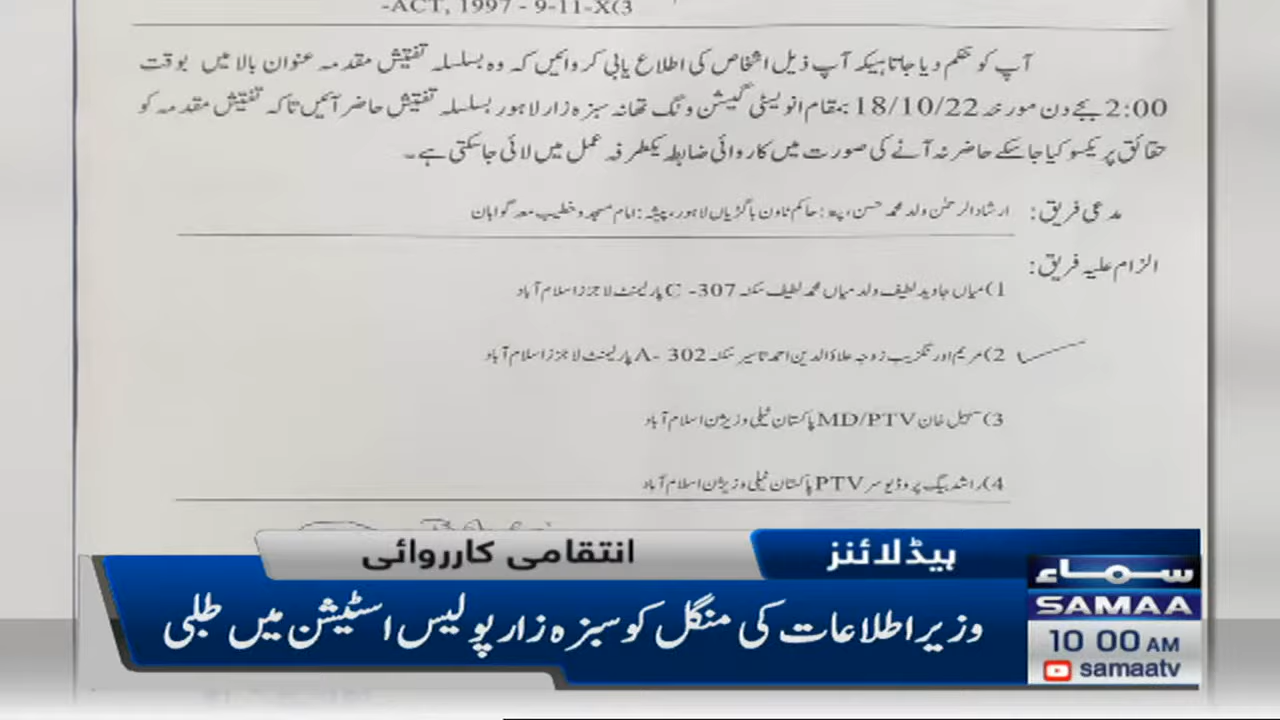 -ACT, 1997 - 9-11-X(3
آپ کو حکم دیا جاتا ہیکہ آپ ذیل اشخاص کی اطلاع یابی کروائیں کہ وہ بسلسلہ تفتیش مقدمہ عنوان بالا میں بوقت
2:00 بجے دن مورخہ 18/10/22 بمقام انویسٹی گیشن ونگ تھانہ سبزہ زار لاہور بسلسلہ تفتیش حاضر آئیں تاکہ تفتیش مقدمہ کو
حقائق پر یکسو کیا جا سکے حاضر نہ آنے کی صورت میں کاروائی ضابطہ یکطرفہ عمل میں لائی جاسکتی ہے۔
مدعی فریق: ارشاد الرحمٰن ولد محمد حسن، پتہ: حاکم ٹاون باگڑیاں لاہور، پیشہ: امام مسجد و خطیب معہ گواہان
الزام علیہ فریق:
1) میاں جاوید لطیف ولد میاں محمد لطیف سکنہ C -307 پارلیمنٹ لاجزز اسلام آباد
2) مریم اورنگزیب زوجہ علاؤالدین احمد تاسیر سکنہ A- 302 پارلیمنٹ لاجزز اسلام آباد
3) سہیل خان MD/PTV پاکستان ٹیلی ویژن اسلام آباد
4) راشد بیگ پروڈیوسر PTV پاکستان ٹیلی ویژن اسلام آباد
ہیڈلائنز
انتقامی کارروائی
وزیر اطلاعات کی منگل کو سبزہ زار پولیس اسٹیشن میں طلبی
سماء
SAMAA
10 00 AM
samaatv